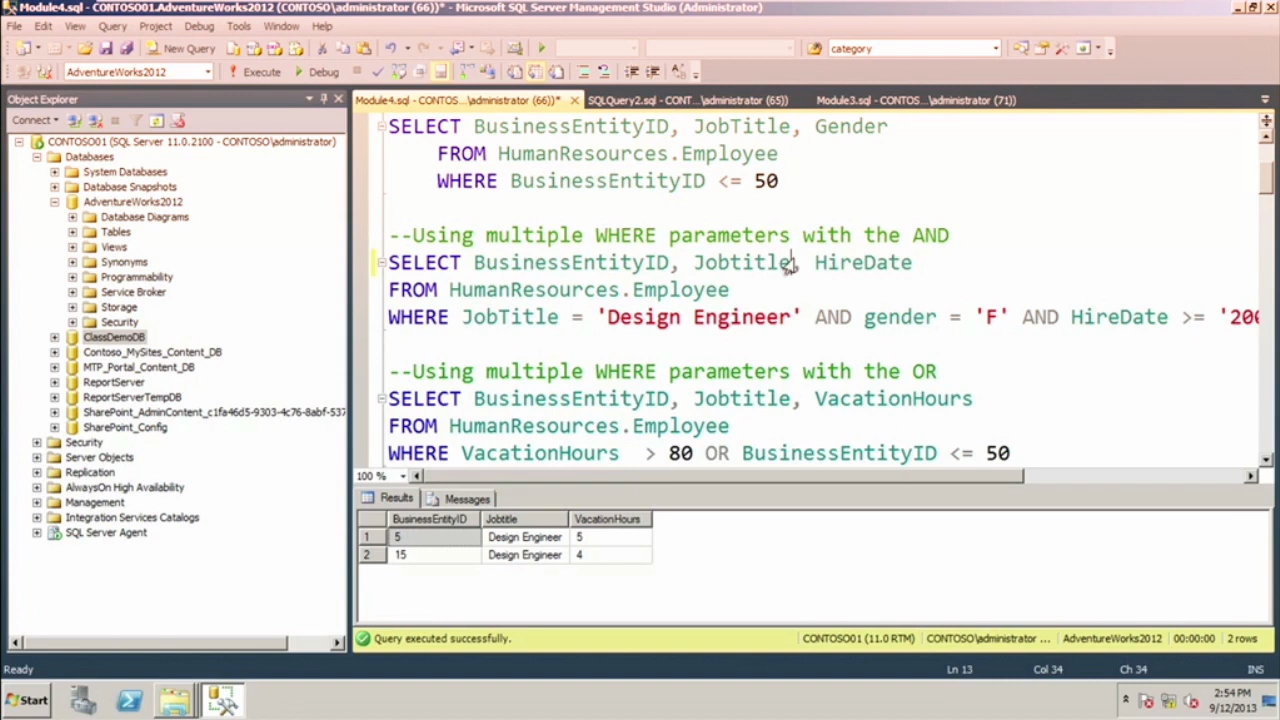 Module4.sql - CONTOSO01.AdventureWorks2012 (CONTOSO\administrator (66))* - Microsoft SQL Server Management Studio (Administrator)
File Edit View Query Project Debug Tools Window Help
New Query category
AdventureWorks2012 Execute Debug
Object Explorer
Module4.sql - CONTOS...\administrator (66))* SQLQuery2.sql - CONT...\administrator (65)) Module3.sql - CONTOS...\administrator (71))
Connect
CONTOSO01 (SQL Server 11.0.2100 - CONTOSO\administrator)
Databases
System Databases
Database Snapshots
AdventureWorks2012
Database Diagrams
Tables
Views
Synonyms
Programmability
Service Broker
Storage
Security
ClassDemoDB
Contoso_MySites_Content_DB
MTP_Portal_Content_DB
ReportServer
ReportServerTempDB
SharePoint_AdminContent_c1fa46d5-9303-4c76-8abf-537
SharePoint_Config
Security
Server Objects
Replication
AlwaysOn High Availability
Management
Integration Services Catalogs
SQL Server Agent
SELECT BusinessEntityID, JobTitle, Gender
FROM HumanResources.Employee
WHERE BusinessEntityID <= 50
--Using multiple WHERE parameters with the AND
SELECT BusinessEntityID, Jobtitle, HireDate
FROM HumanResources.Employee
WHERE JobTitle = 'Design Engineer' AND gender = 'F' AND HireDate >= '200
--Using multiple WHERE parameters with the OR
SELECT BusinessEntityID, Jobtitle, VacationHours
FROM HumanResources.Employee
WHERE VacationHours > 80 OR BusinessEntityID <= 50
100 %
Results Messages
BusinessEntityID Jobtitle VacationHours
1 5 Design Engineer 5
2 15 Design Engineer 4
Query executed successfully. CONTOSO01 (11.0 RTM) CONTOSO\administrator ... AdventureWorks2012 00:00:00 2 rows
Ready Ln 13 Col 34 Ch 34 INS
Start 2:54 PM
9/12/2013